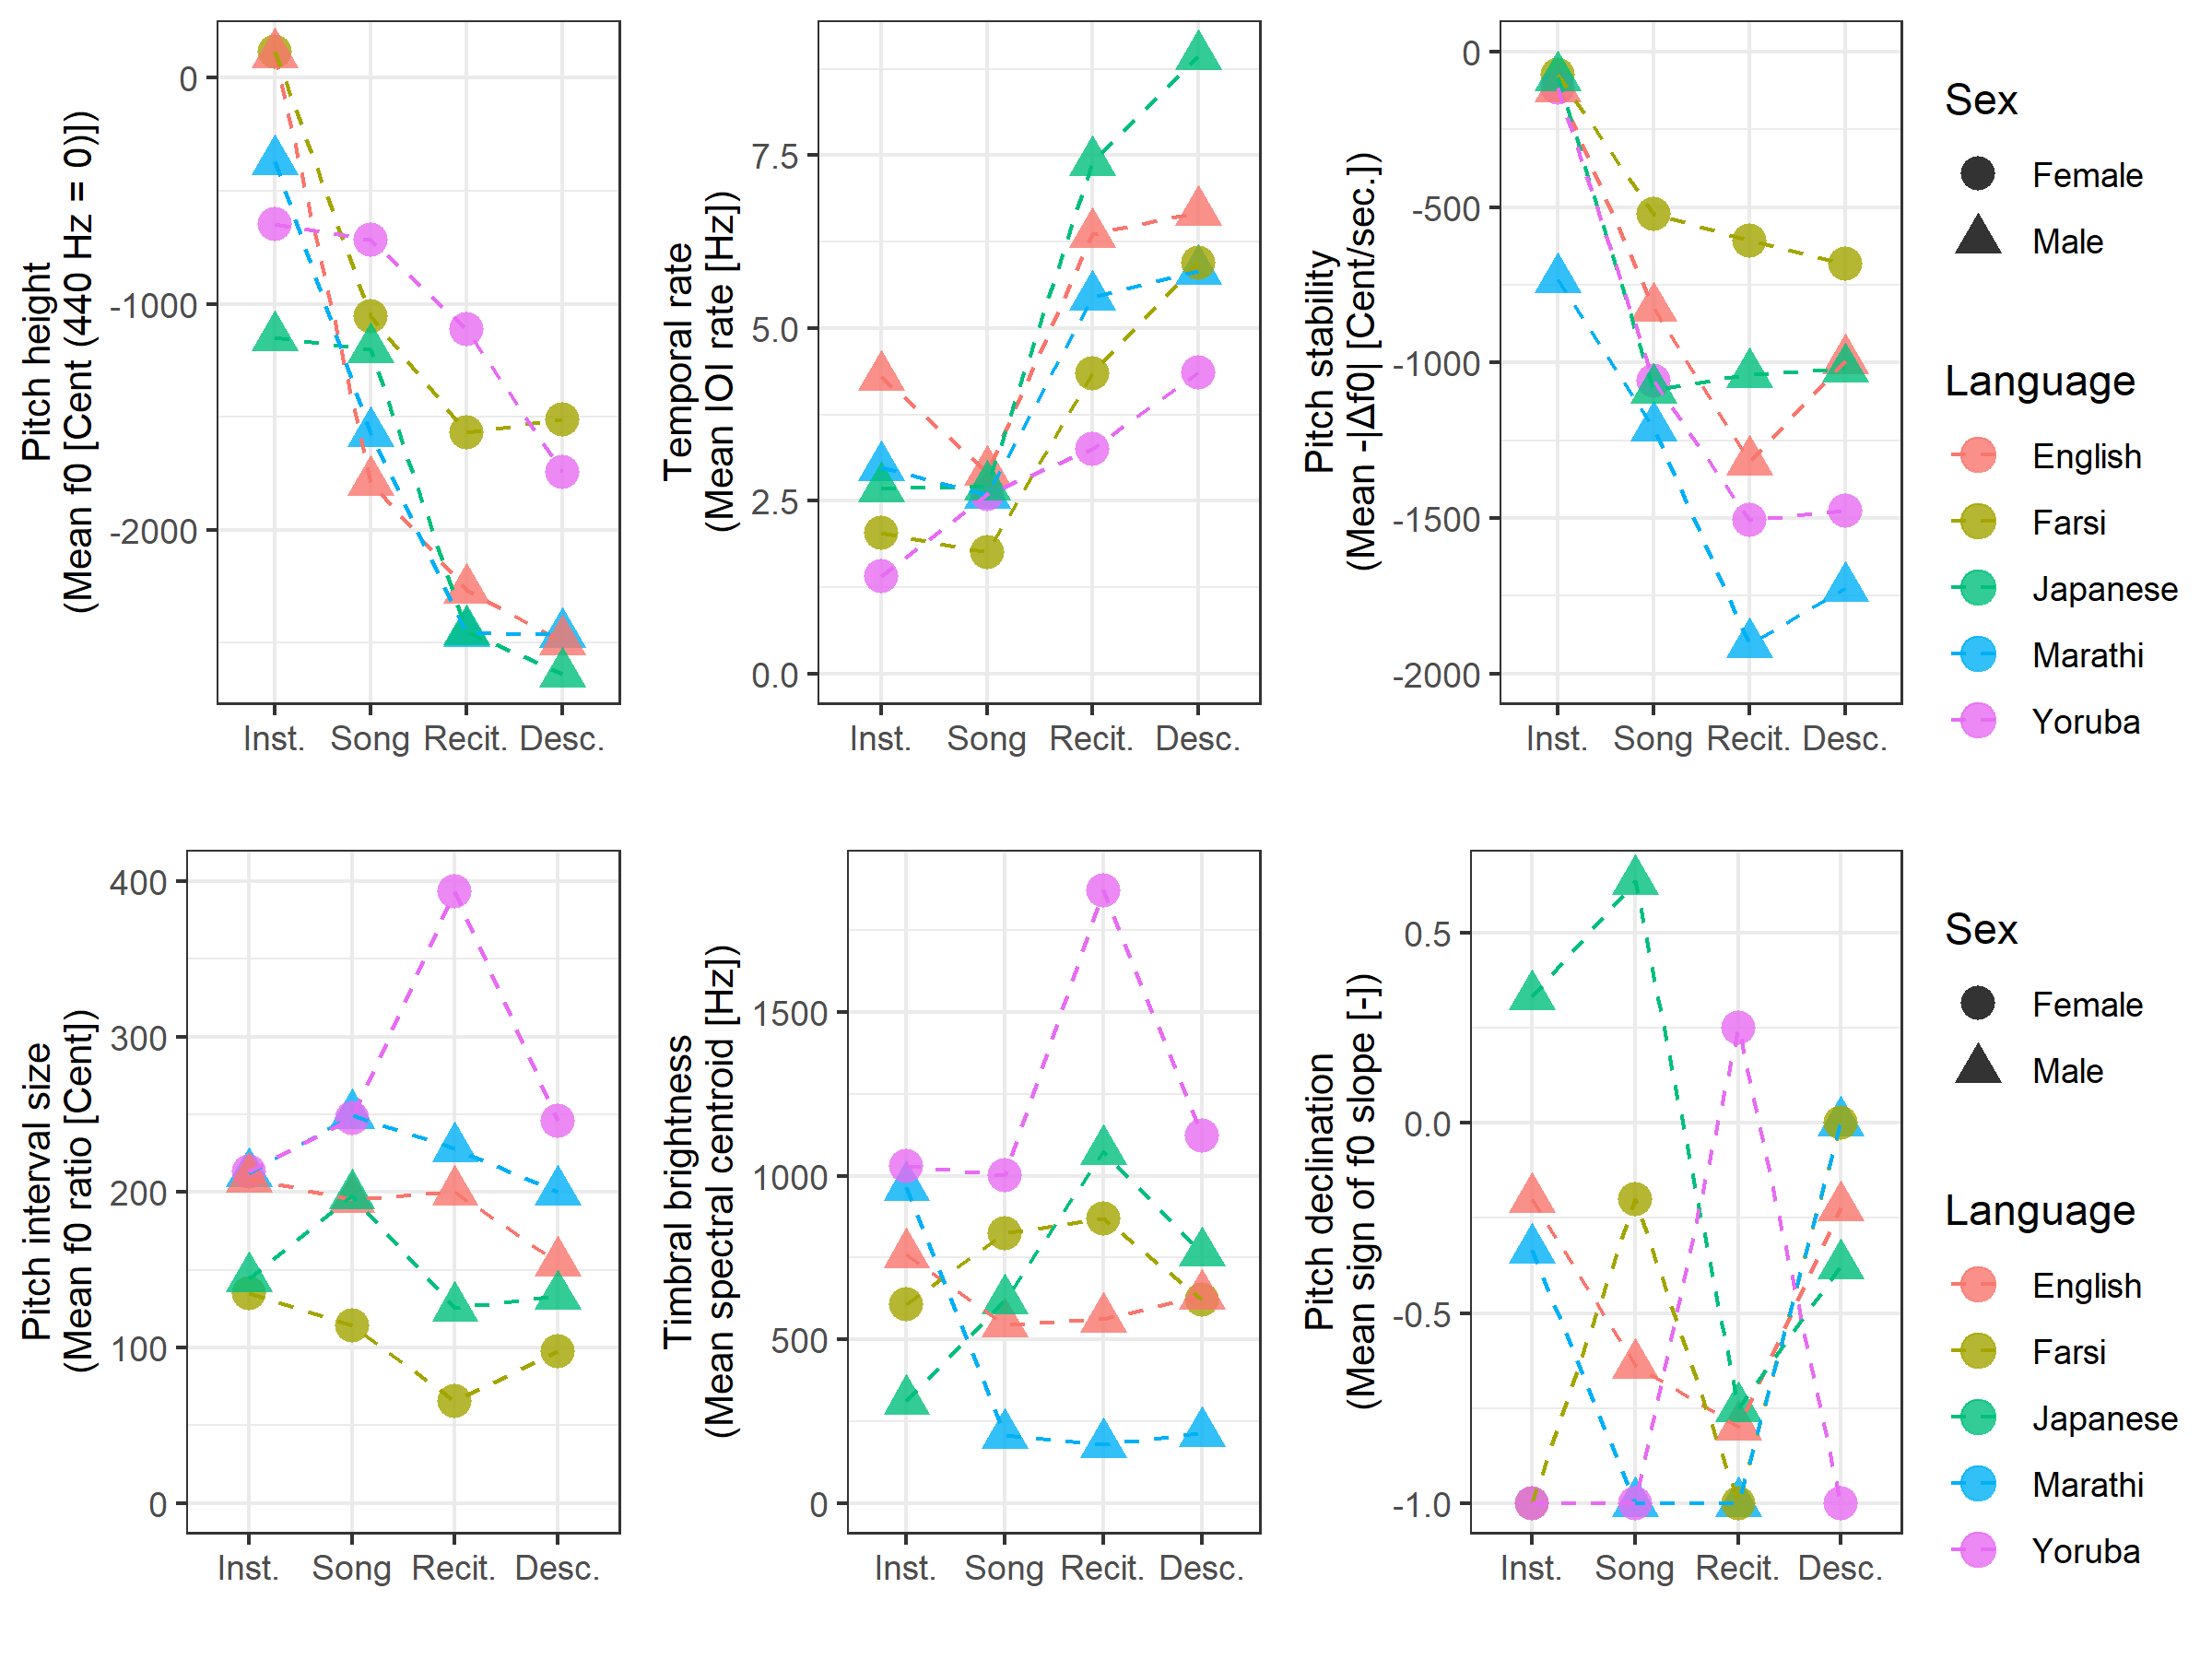 Pitch height
(Mean f0 [Cent (440 Hz = 0)])
0
-1000
-2000
Inst. Song Recit. Desc.
Temporal rate
(Mean IOI rate [Hz])
7.5
5.0
2.5
0.0
Inst. Song Recit. Desc.
Pitch stability
(Mean -|Δf0| [Cent/sec.])
0
-500
-1000
-1500
-2000
Inst. Song Recit. Desc.
Sex
Female
Male
Language
English
Farsi
Japanese
Marathi
Yoruba
Pitch interval size
(Mean f0 ratio [Cent])
400
300
200
100
0
Inst. Song Recit. Desc.
Timbral brightness
(Mean spectral centroid [Hz])
1500
1000
500
0
Inst. Song Recit. Desc.
Pitch declination
(Mean sign of f0 slope [-])
0.5
0.0
-0.5
-1.0
Inst. Song Recit. Desc.
Sex
Female
Male
Language
English
Farsi
Japanese
Marathi
Yoruba